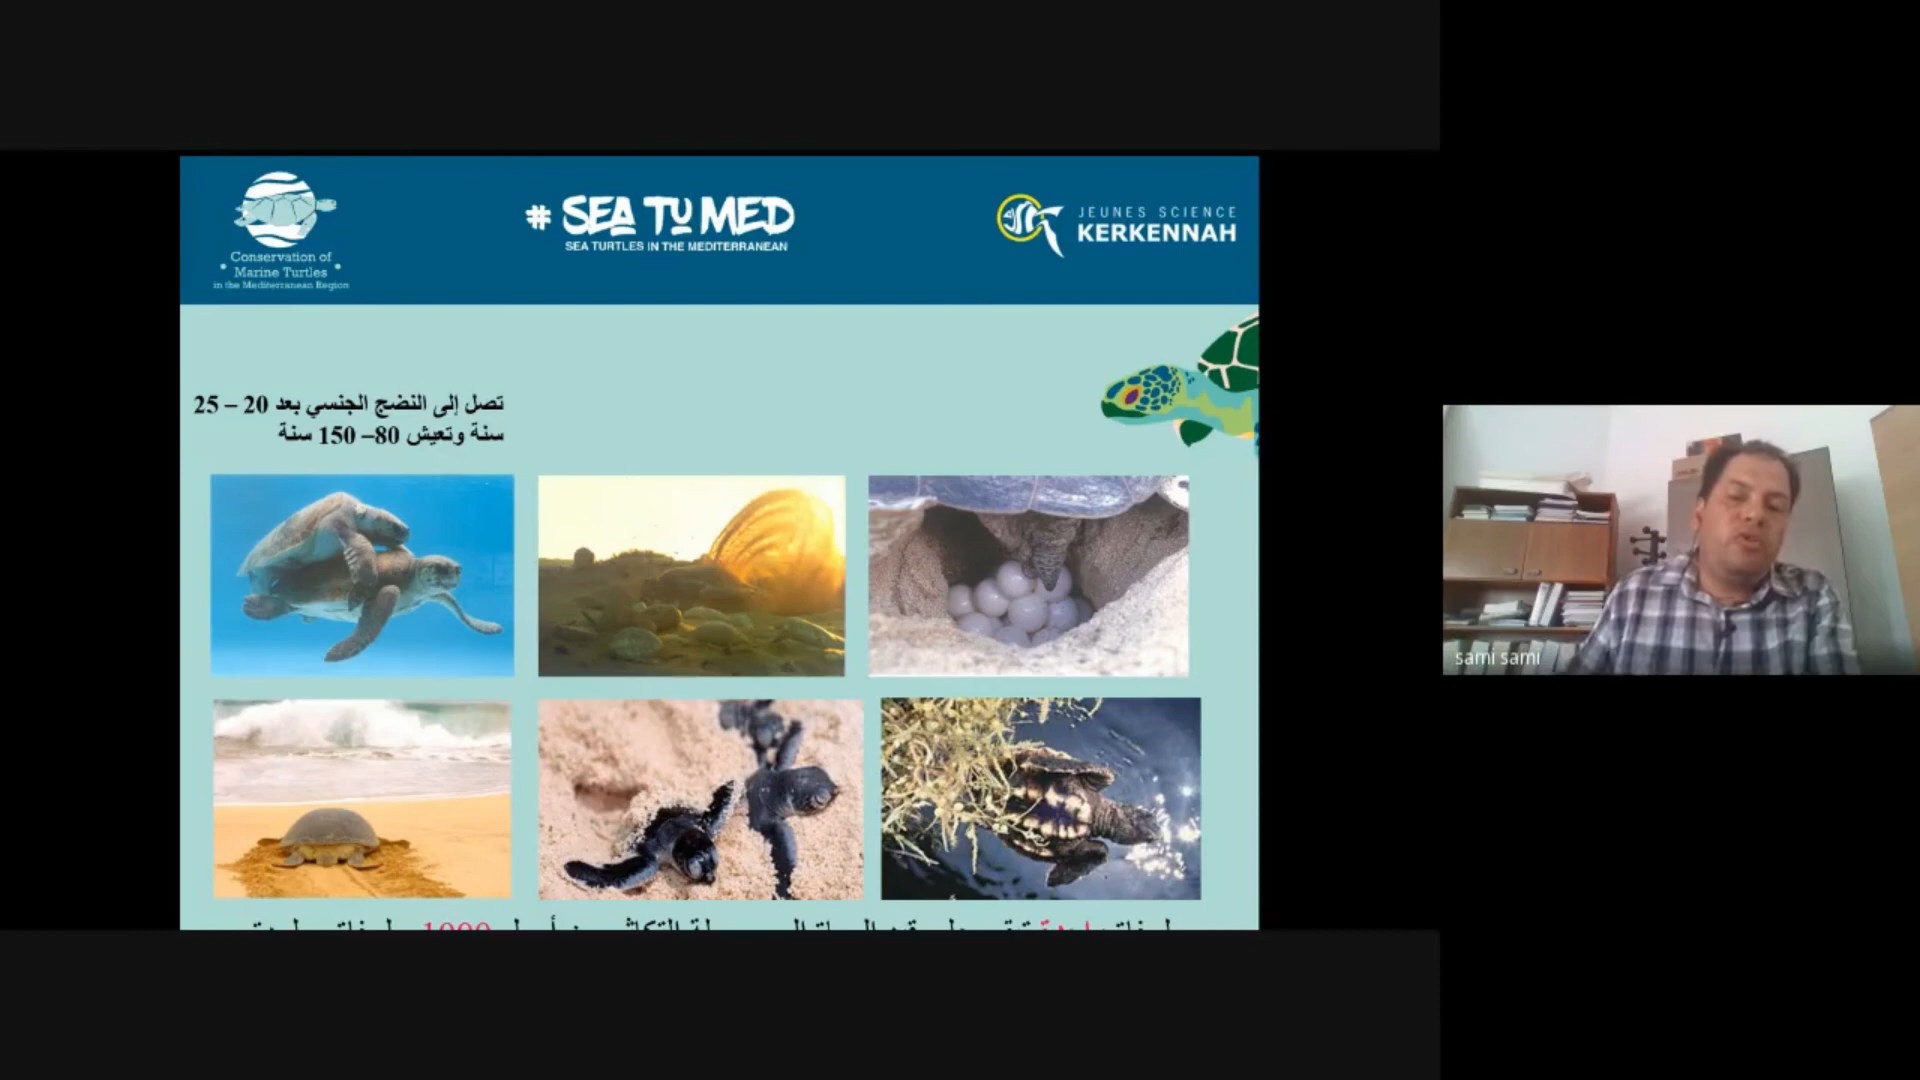 Conservation of
Marine Turtles
in the Mediterranean Region
# SEA TU MED
SEA TURTLES IN THE MEDITERRANEAN
JEUNES SCIENCE
KERKENNAH
تصل إلى النضج الجنسي بعد 20 – 25
سنة وتعيش 80– 150 سنة
sami sami
1000